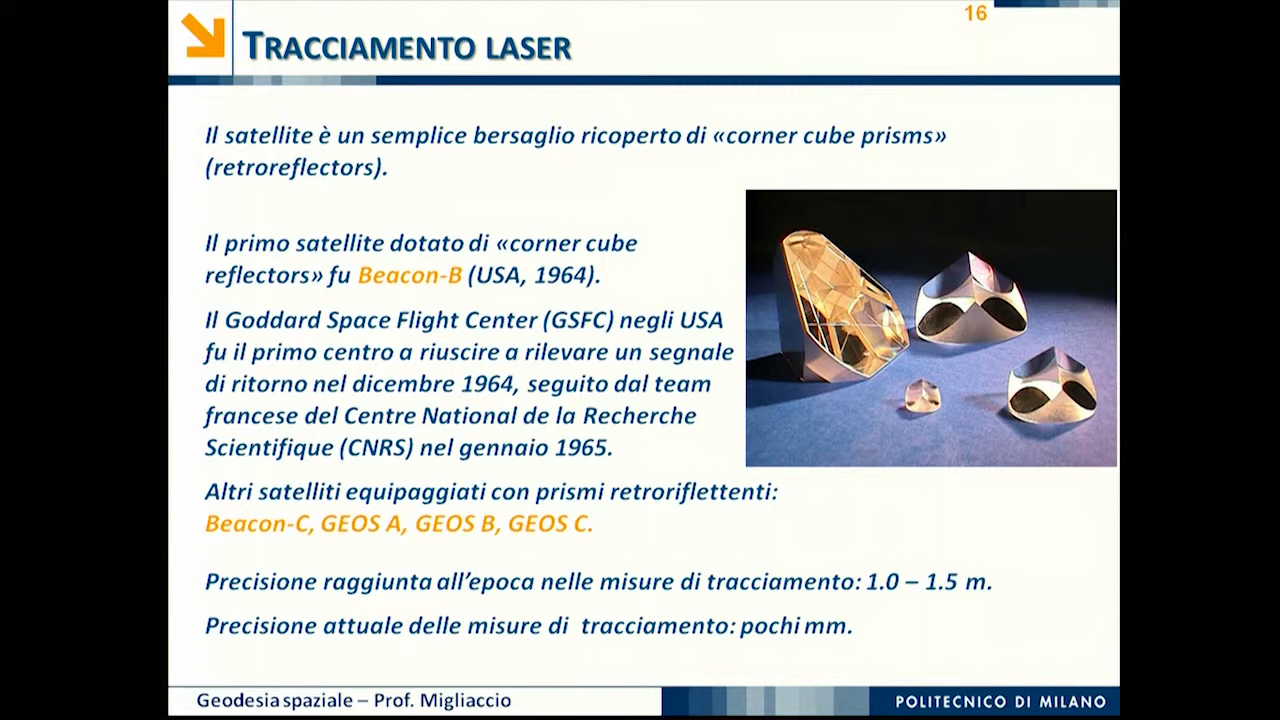 16
TRACCIAMENTO LASER
Il satellite è un semplice bersaglio ricoperto di «corner cube prisms»
(retroreflectors).
Il primo satellite dotato di «corner cube
reflectors» fu Beacon-B (USA, 1964).
Il Goddard Space Flight Center (GSFC) negli USA
fu il primo centro a riuscire a rilevare un segnale
di ritorno nel dicembre 1964, seguito dal team
francese del Centre National de la Recherche
Scientifique (CNRS) nel gennaio 1965.
Altri satelliti equipaggiati con prismi retroriflettenti:
Beacon-C, GEOS A, GEOS B, GEOS C.
Precisione raggiunta all'epoca nelle misure di tracciamento: 1.0 – 1.5 m.
Precisione attuale delle misure di tracciamento: pochi mm.
Geodesia spaziale – Prof. Migliaccio
POLITECNICO DI MILANO